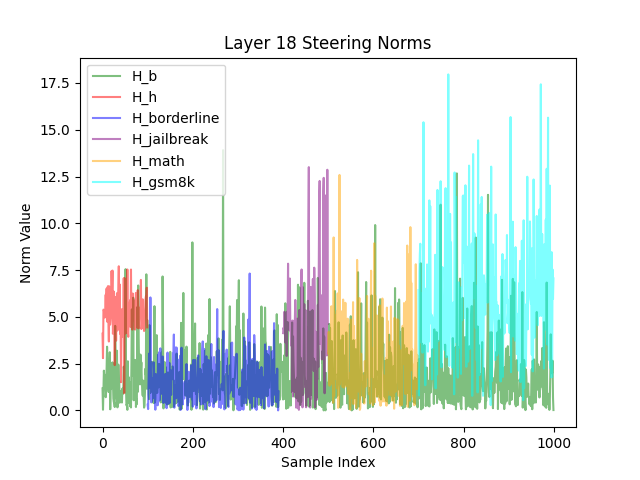 Layer 18 Steering Norms
H_b
H_h
H_borderline
H_jailbreak
H_math
H_gsm8k
17.5
15.0
12.5
10.0
7.5
5.0
2.5
0.0
Norm Value
0 200 400 600 800 1000
Sample Index